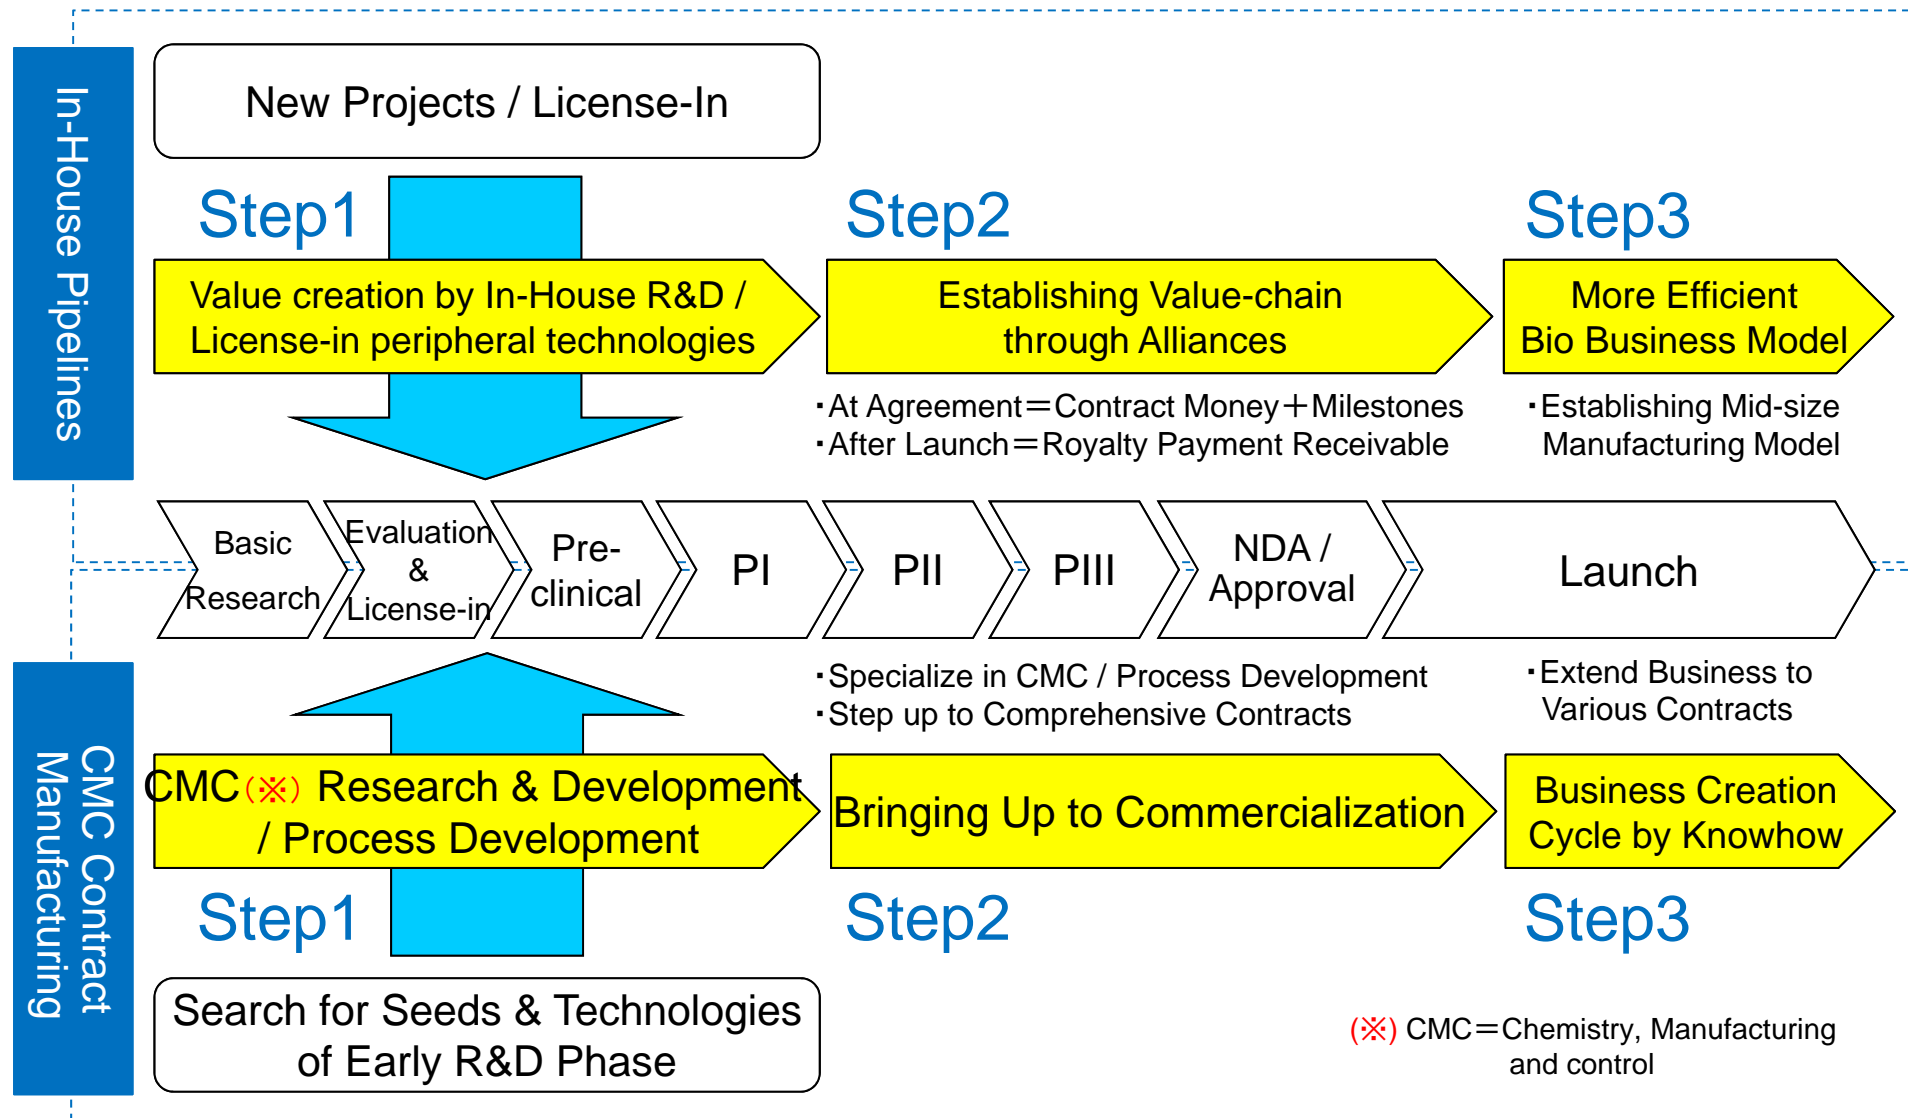 In-House Pipelines
New Projects / License-In
Step1
Step2
Step3
Value creation by In-House R&D /
License-in peripheral technologies
Establishing Value-chain
through Alliances
More Efficient
Bio Business Model
・At Agreement＝Contract Money＋Milestones
・After Launch＝Royalty Payment Receivable
・Establishing Mid-size
Manufacturing Model
Basic
Research
Evaluation
&
License-in
Pre-
clinical
PI
PII
PIII
NDA /
Approval
Launch
CMC Contract
Manufacturing
・Specialize in CMC / Process Development
・Step up to Comprehensive Contracts
・Extend Business to
Various Contracts
CMC(※) Research & Development
/ Process Development
Bringing Up to Commercialization
Business Creation
Cycle by Knowhow
Step1
Step2
Step3
Search for Seeds & Technologies
of Early R&D Phase
(※) CMC＝Chemistry, Manufacturing
and control